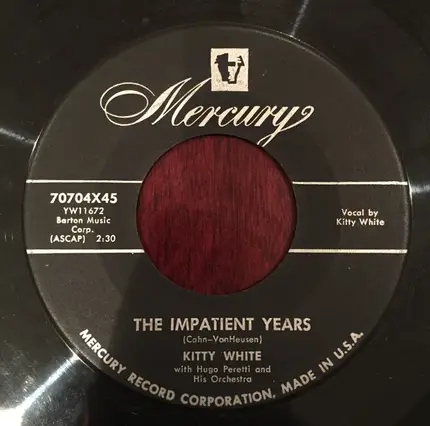 Mercury
70704X45
YW11672
Barton Music
Corp.
(ASCAP) 2:30
Vocal by
Kitty White
THE IMPATIENT YEARS
(Cahn-VanHeusen)
KITTY WHITE
with Hugo Peretti and
His Orchestra
MERCURY RECORD CORPORATION, MADE IN U.S.A.